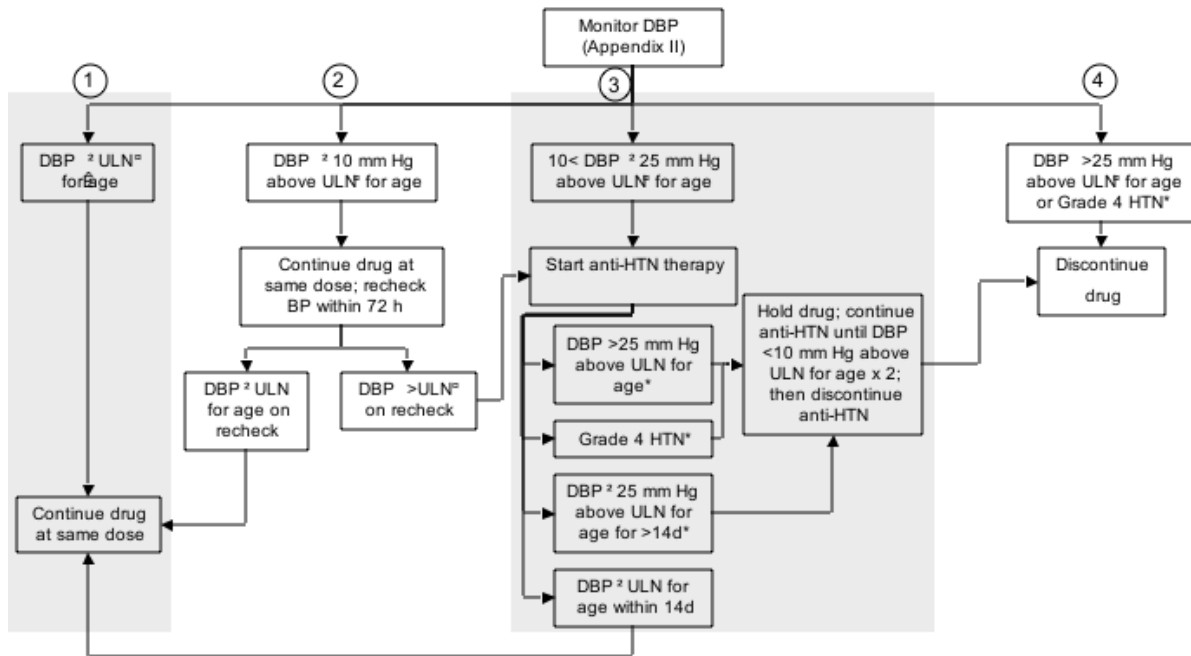 Monitor DBP
(Appendix II)
1
2
3
4
DBP ² ULN¤
for age
DBP ² 10 mm Hg
above ULN¤ for age
10< DBP ² 25 mm Hg
above ULN¤ for age
DBP >25 mm Hg
above ULN¤ for age
or Grade 4 HTN*
Continue drug at
same dose; recheck
BP within 72 h
Start anti-HTN therapy
Discontinue
drug
DBP ² ULN
for age on
recheck
DBP >ULN¤
on recheck
DBP >25 mm Hg
above ULN for
age*
Grade 4 HTN*
DBP ² 25 mm Hg
above ULN for
age for >14d*
DBP ² ULN for
age within 14d
Hold drug; continue
anti-HTN until DBP
<10 mm Hg above
ULN for age x 2;
then discontinue
anti-HTN
Continue drug
at same dose